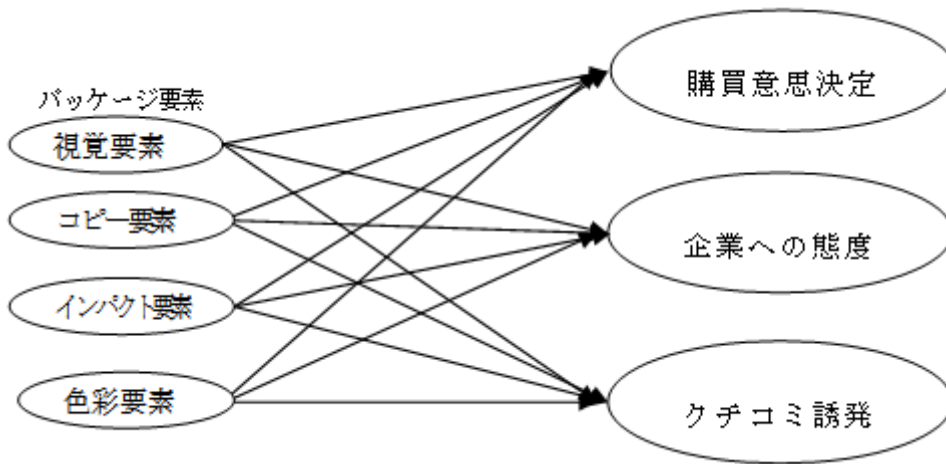 パッケージ要素
視覚要素
コピー要素
インパクト要素
色彩要素
購買意思決定
企業への態度
クチコミ誘発